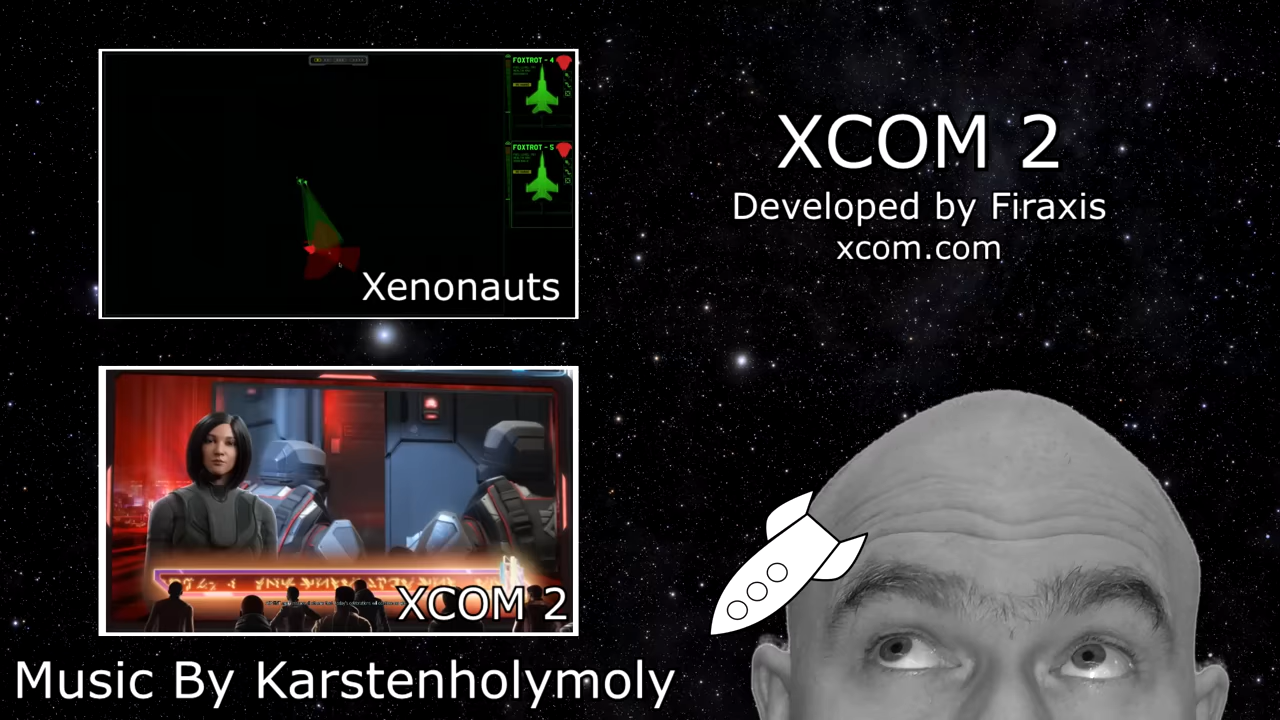 FOXTROT - 4
FOXTROT - 5
Xenonauts
XCOM 2
Developed by Firaxis
xcom.com
XCOM 2
Music By Karstenholymoly